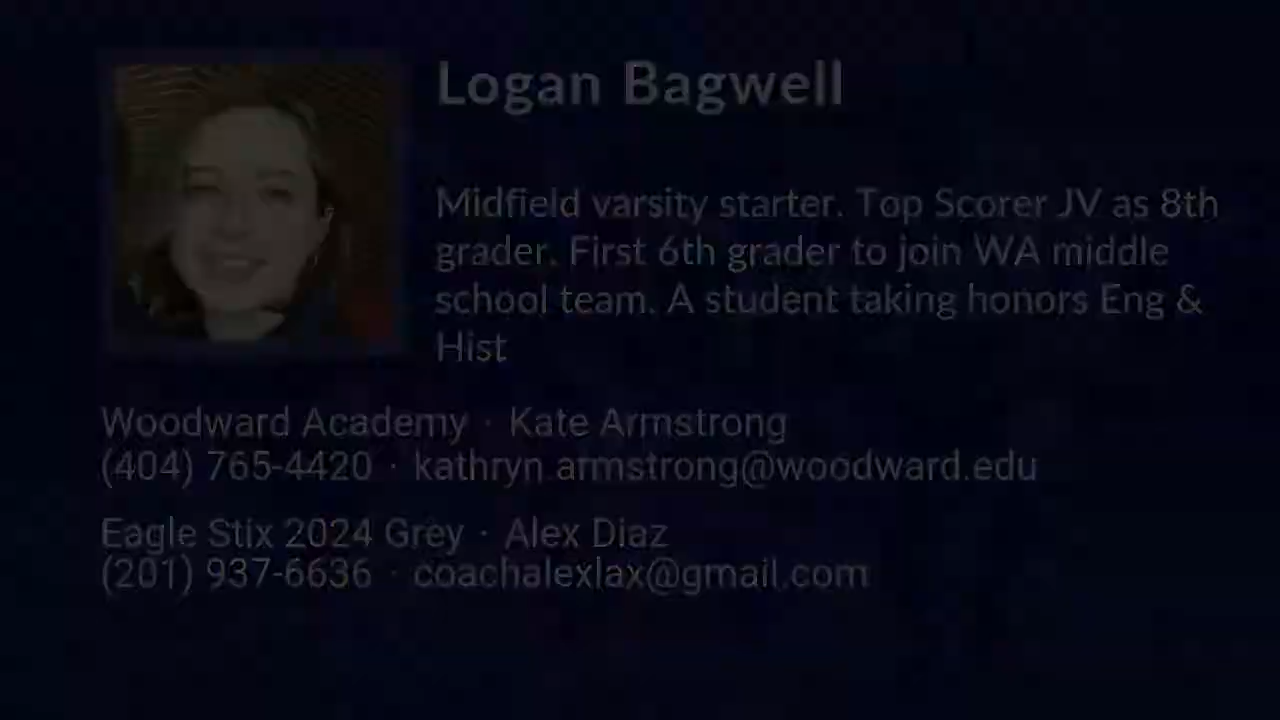 Logan Bagwell
Midfield varsity starter. Top Scorer JV as 8th
grader. First 6th grader to join WA middle
school team. A student taking honors Eng &
Hist
Woodward Academy · Kate Armstrong
(404) 765-4420 · kathryn.armstrong@woodward.edu
Eagle Stix 2024 Grey · Alex Diaz
(201) 937-6636 · coachalexlax@gmail.com